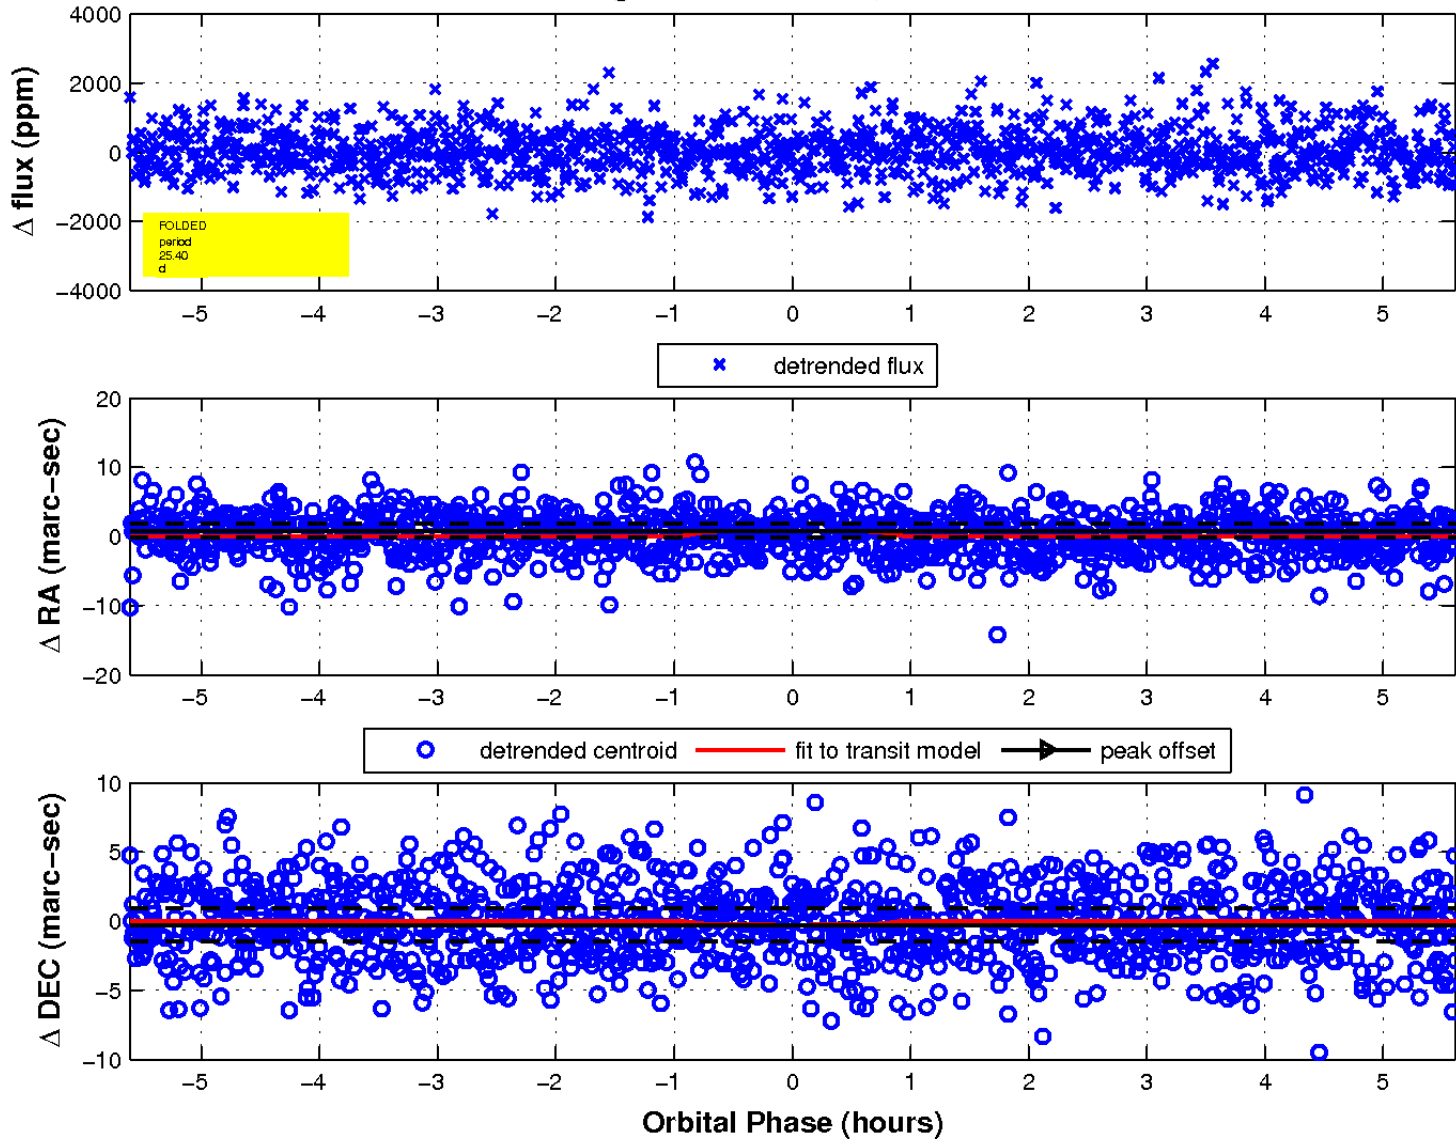 4000
2000
0
−2000
−4000
Δ flux (ppm)
FOLDED
period
25.40
d
−5 −4 −3 −2 −1 0 1 2 3 4 5
detrended flux
20
10
0
−10
−20
Δ RA (marc−sec)
−5 −4 −3 −2 −1 0 1 2 3 4 5
detrended centroid fit to transit model peak offset
10
5
0
−5
−10
Δ DEC (marc−sec)
−5 −4 −3 −2 −1 0 1 2 3 4 5
Orbital Phase (hours)